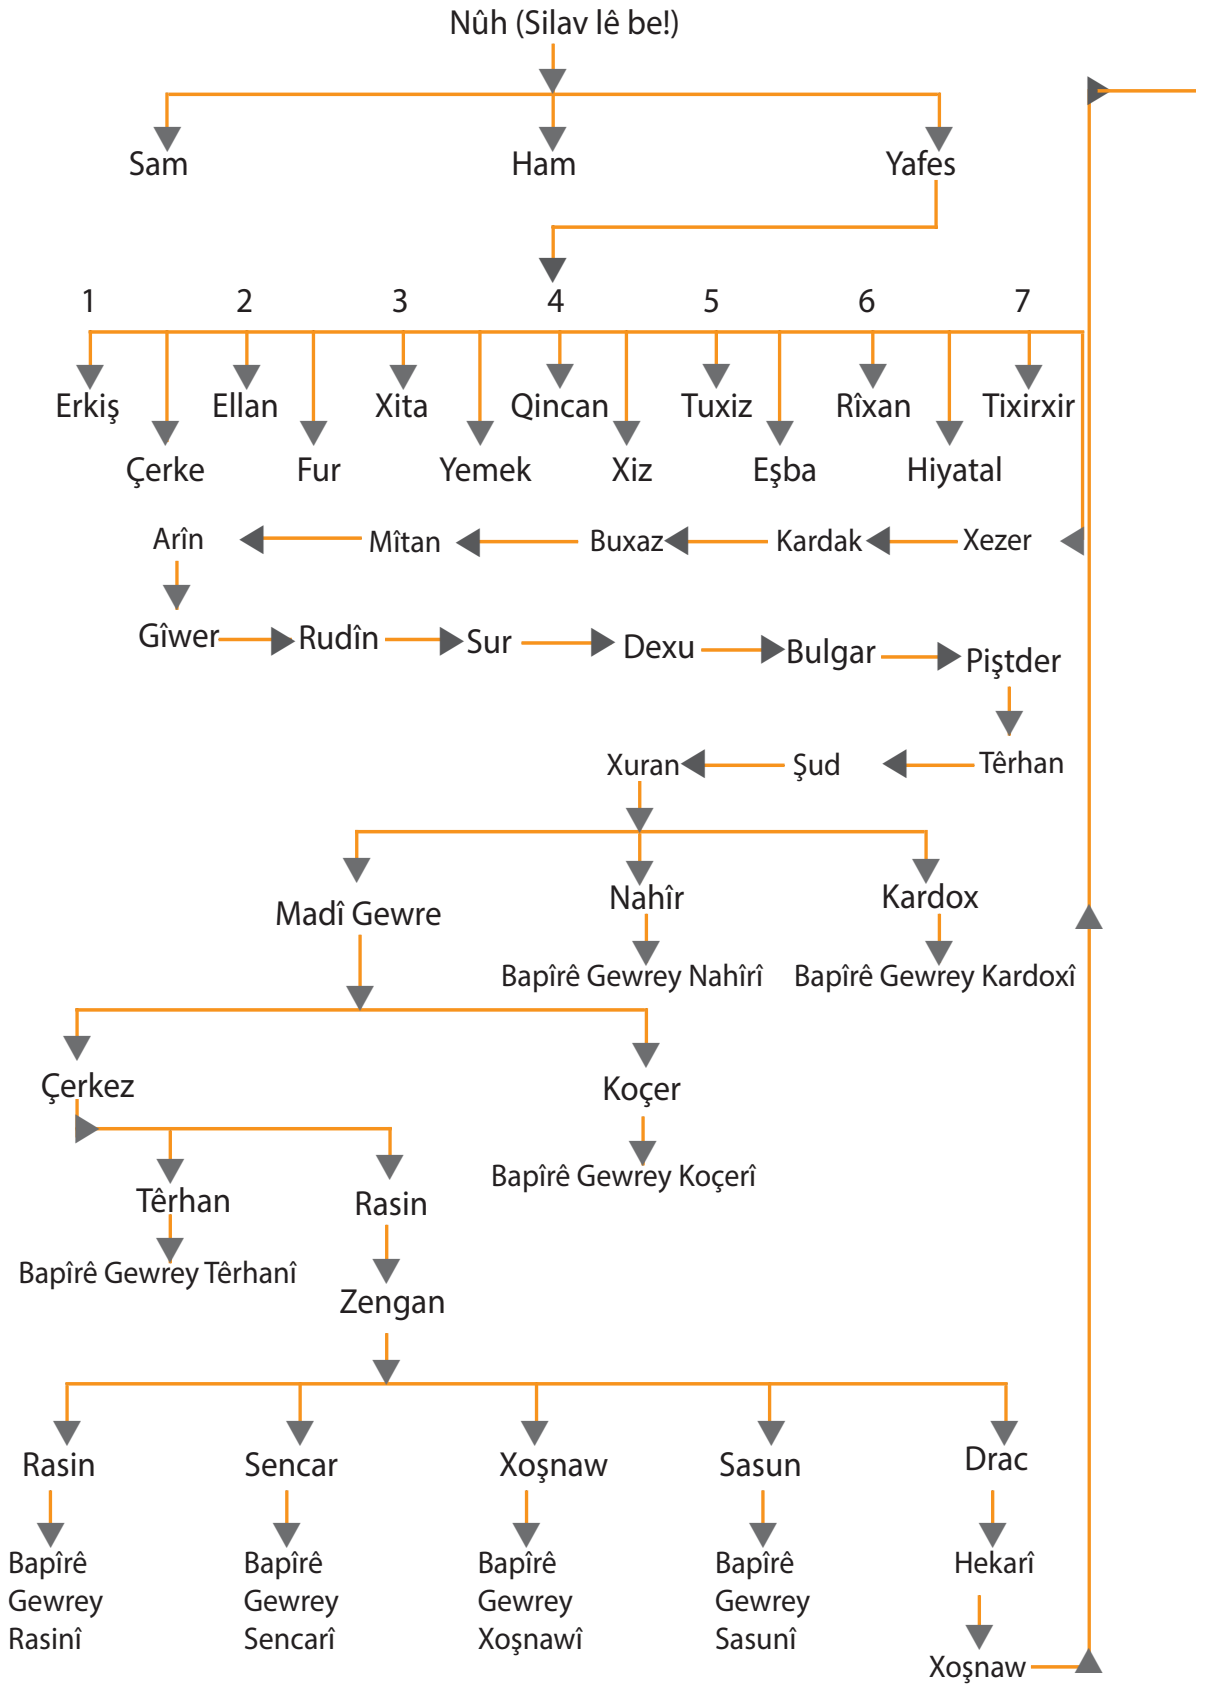 Nûh (Silav lê be!)
Sam Ham Yafes
1 2 3 4 5 6 7
Erkiş Ellan Xita Qincan Tuxiz Rîxan Tixirxir
Çerke Fur Yemek Xiz Eşba Hiyatal
Arîn Mîtan Buxaz Kardak Xezer
Gîwer Rudîn Sur Dexu Bulgar Piştder
Xuran Şud Têrhan
Madî Gewre Nahîr Kardox
Bapîrê Gewrey Nahîrî Bapîrê Gewrey Kardoxî
Çerkez Koçer
Bapîrê Gewrey Koçerî
Têrhan Rasin
Bapîrê Gewrey Têrhanî
Zengan
Rasin Sencar Xoşnaw Sasun Drac
Bapîrê Bapîrê Bapîrê Bapîrê Hekarî
Gewrey Gewrey Gewrey Gewrey
Rasinî Sencarî Xoşnawî Sasunî
Xoşnaw